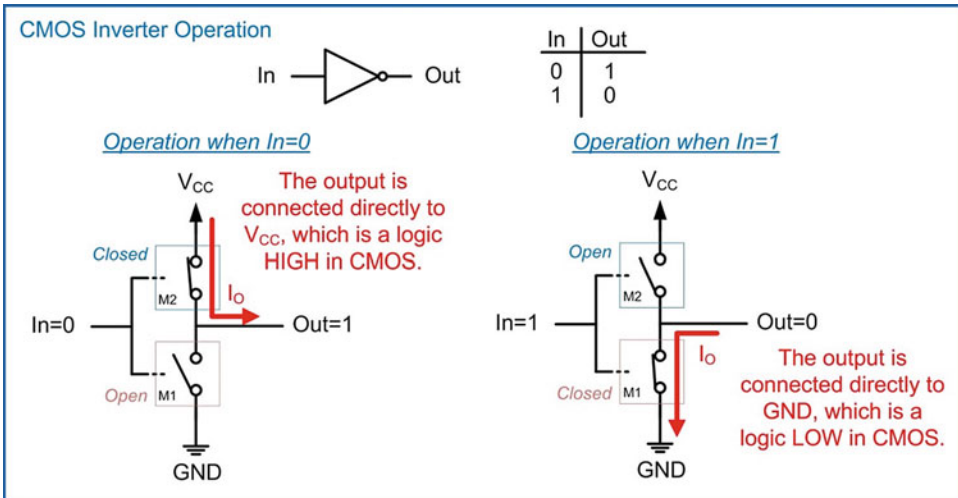 CMOS Inverter Operation
In
Out
In Out
0 1
1 0
Operation when In=0
VCC
The output is
connected directly to
VCC, which is a logic
HIGH in CMOS.
Closed
M2
IO
In=0
Out=1
Open
M1
GND
Operation when In=1
VCC
Open
M2
In=1
Out=0
IO
Closed
M1
The output is
connected directly to
GND, which is a
logic LOW in CMOS.
GND